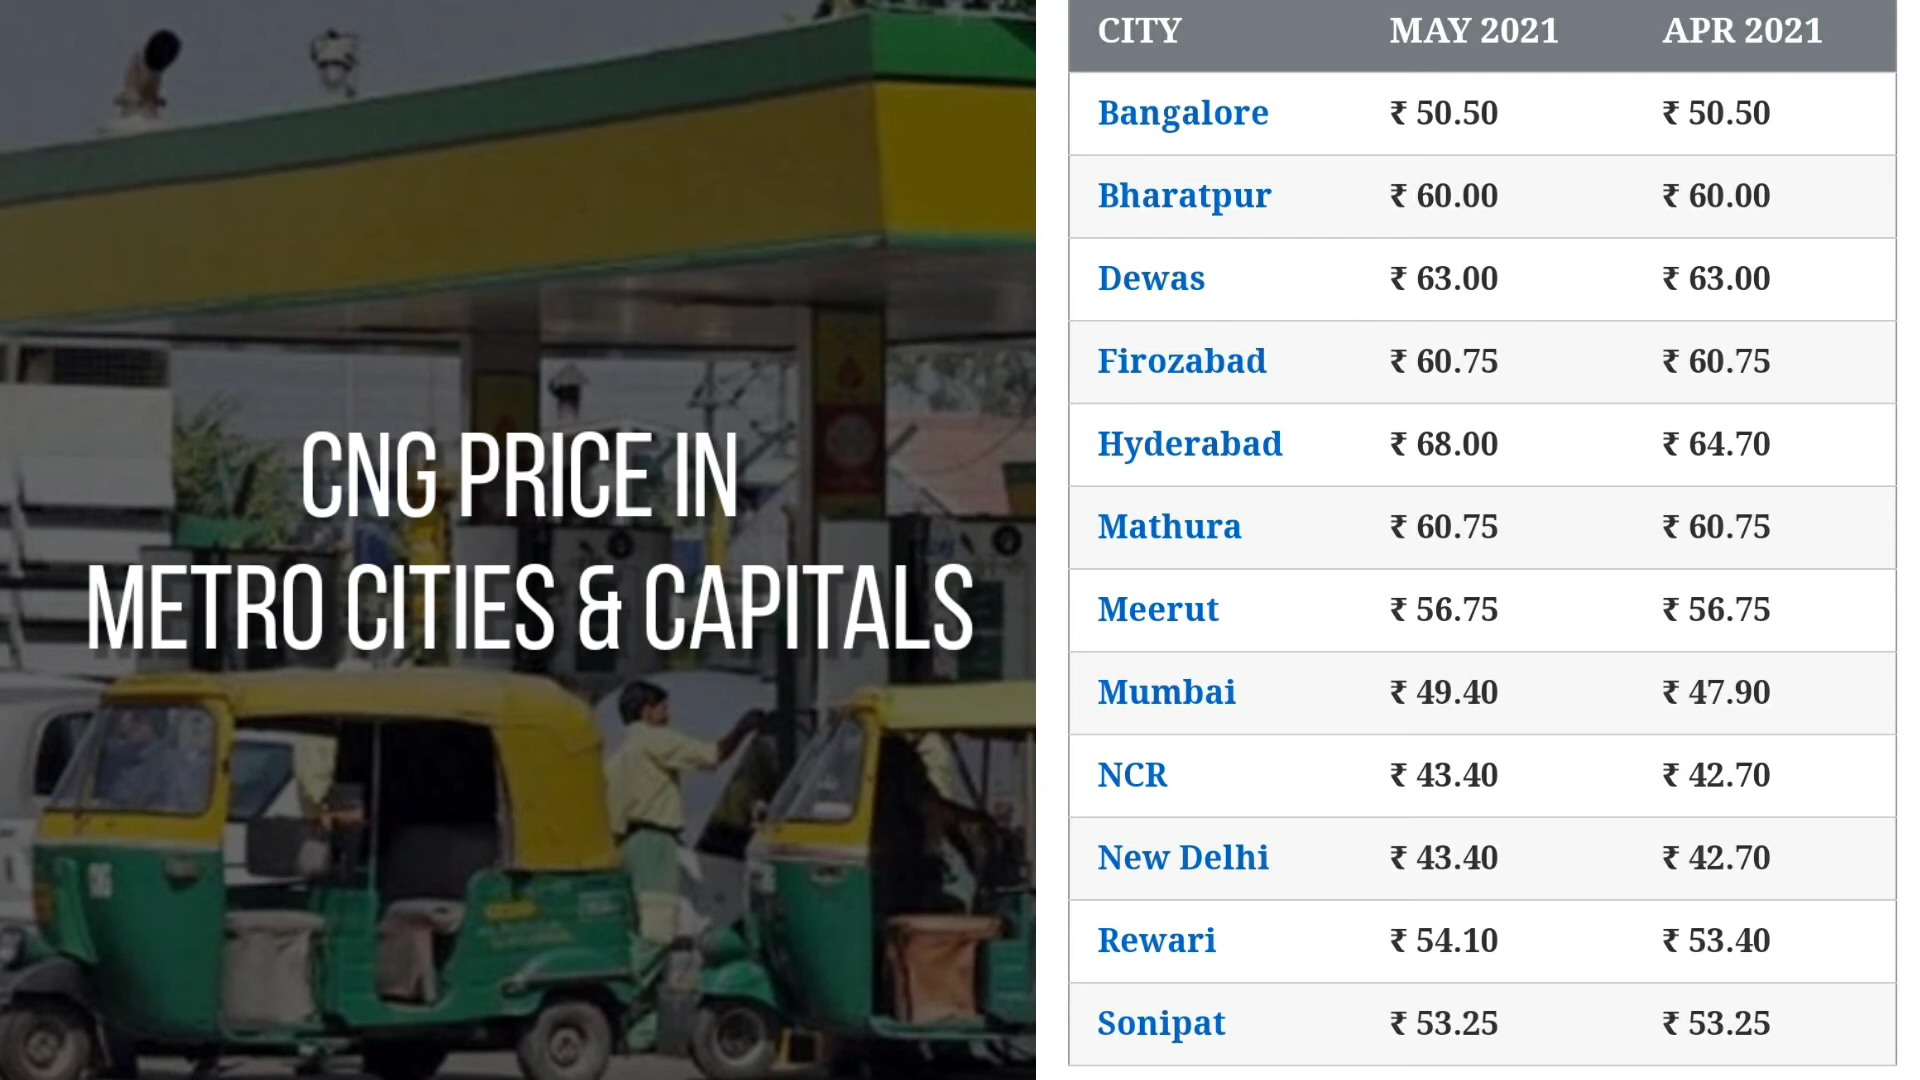 CNG PRICE IN
METRO CITIES & CAPITALS
CITY MAY 2021 APR 2021
Bangalore ₹ 50.50 ₹ 50.50
Bharatpur ₹ 60.00 ₹ 60.00
Dewas ₹ 63.00 ₹ 63.00
Firozabad ₹ 60.75 ₹ 60.75
Hyderabad ₹ 68.00 ₹ 64.70
Mathura ₹ 60.75 ₹ 60.75
Meerut ₹ 56.75 ₹ 56.75
Mumbai ₹ 49.40 ₹ 47.90
NCR ₹ 43.40 ₹ 42.70
New Delhi ₹ 43.40 ₹ 42.70
Rewari ₹ 54.10 ₹ 53.40
Sonipat ₹ 53.25 ₹ 53.25